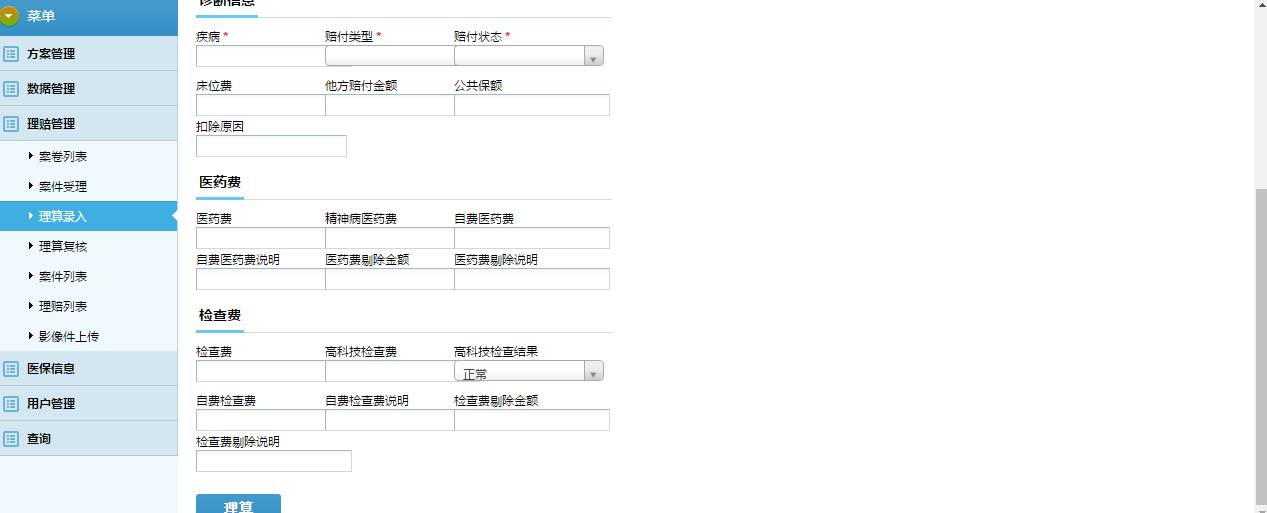 菜单
方案管理
数据管理
理赔管理
案卷列表
案件受理
理算录入
理算复核
案件列表
理赔列表
影像件上传
医保信息
用户管理
查询
诊断信息
疾病 * 赔付类型 * 赔付状态 *
床位费 他方赔付金额 公共保额
扣除原因
医药费
医药费 精神病医药费 自费医药费
自费医药费说明 医药费剔除金额 医药费剔除说明
检查费
检查费 高科技检查费 高科技检查结果
正常
自费检查费 自费检查费说明 检查费剔除金额
检查费剔除说明
理算